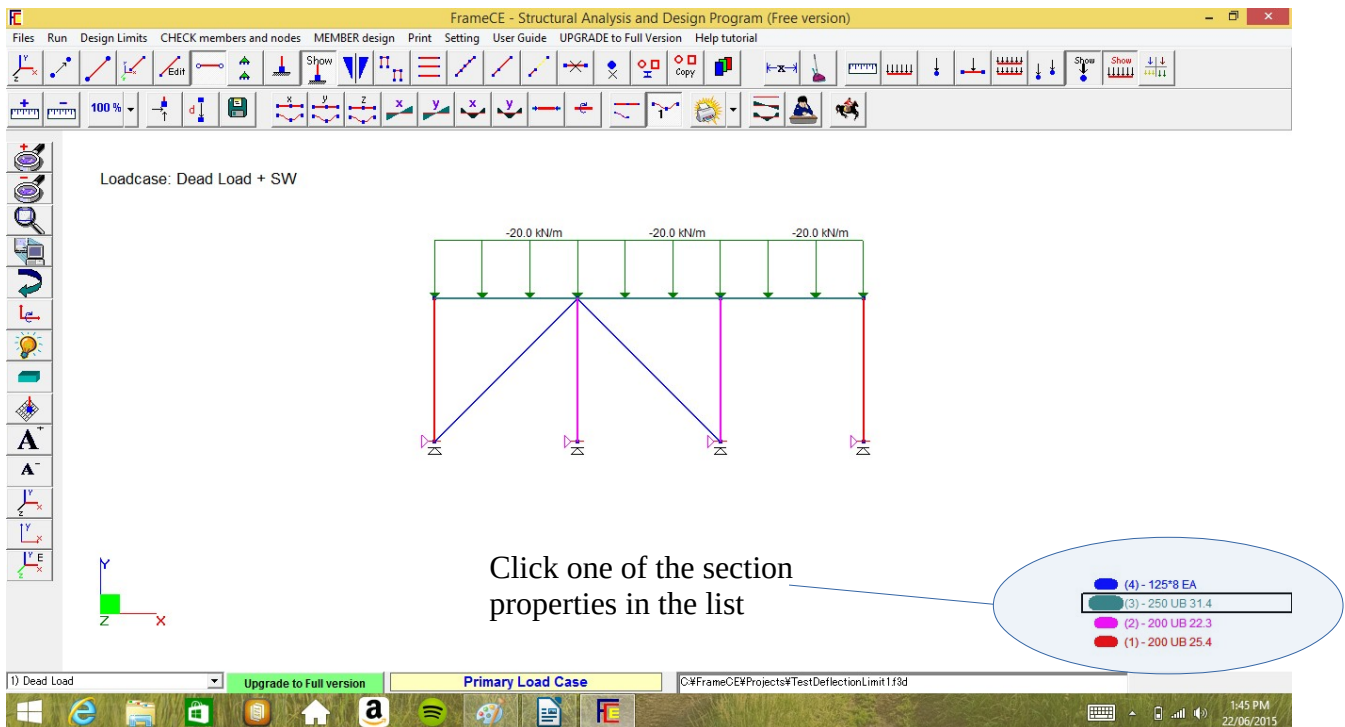 FrameCE - Structural Analysis and Design Program (Free version)
Files Run Design Limits CHECK members and nodes MEMBER design Print Setting User Guide UPGRADE to Full Version Help tutorial
Y x z Edit Show Copy x Show Show
100 % d x y z x y x y 1
Loadcase: Dead Load + SW
-20.0 kN/m -20.0 kN/m -20.0 kN/m
A+
A-
Y x z
Y x
Y E x z
Y
Z X
Click one of the section
properties in the list
(4) - 125*8 EA
(3) - 250 UB 31.4
(2) - 200 UB 22.3
(1) - 200 UB 25.4
1) Dead Load Upgrade to Full version Primary Load Case C:¥FrameCE¥Projects¥TestDeflectionLimit1.f3d
1:45 PM
22/06/2015